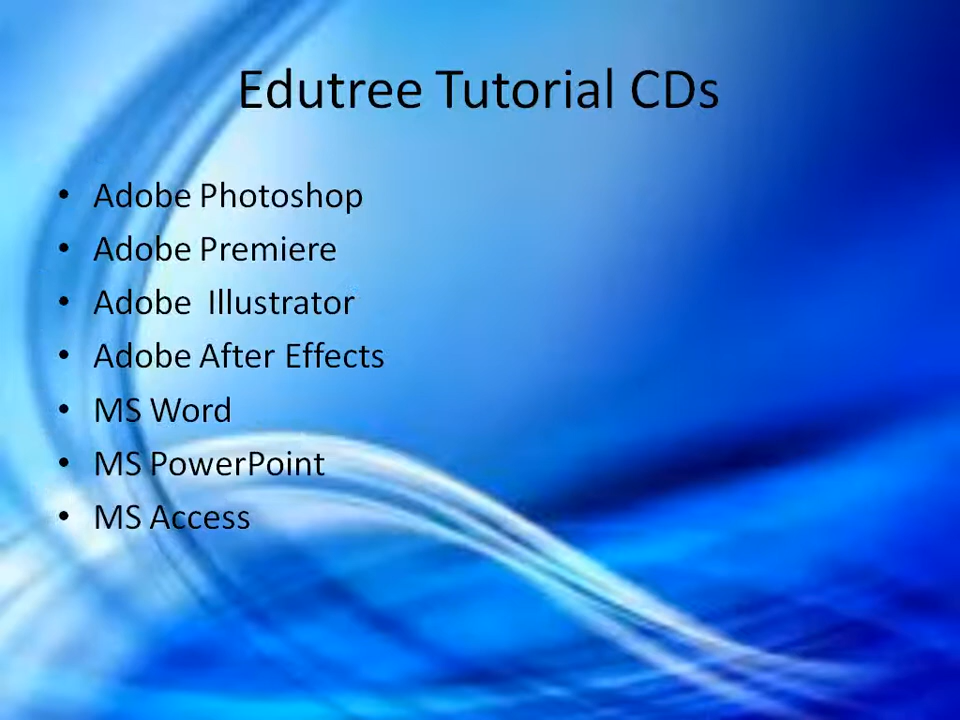 Edutree Tutorial CDs
• Adobe Photoshop
• Adobe Premiere
• Adobe  Illustrator
• Adobe After Effects
• MS Word
• MS PowerPoint
• MS Access